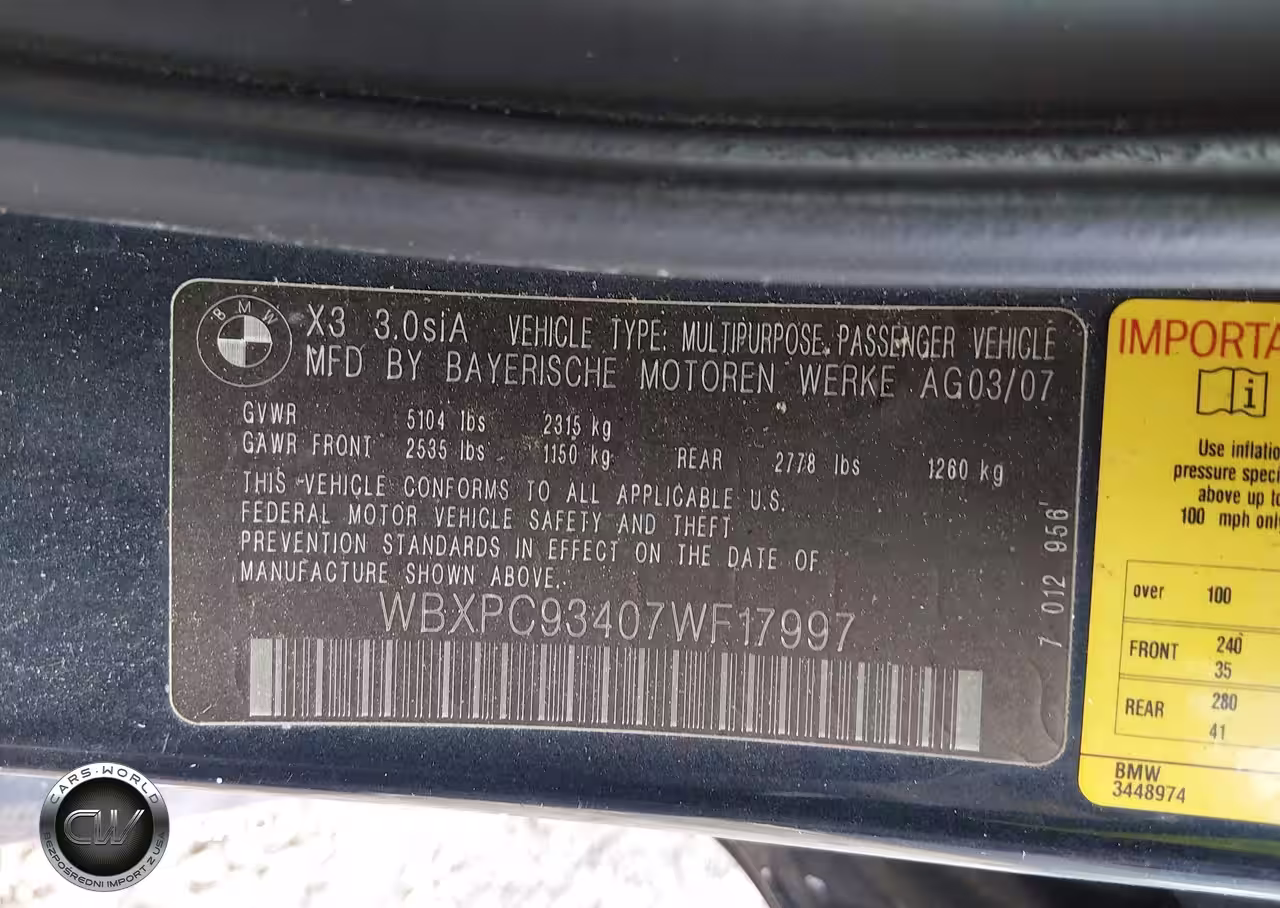 BMW
X3 3.0siA VEHICLE TYPE: MULTIPURPOSE PASSENGER VEHICLE
MFD BY BAYERISCHE MOTOREN WERKE AG03/07
GVWR 5104 lbs 2315 kg
GAWR FRONT 2535 lbs 1150 kg REAR 2778 lbs 1260 kg
THIS VEHICLE CONFORMS TO ALL APPLICABLE U.S.
FEDERAL MOTOR VEHICLE SAFETY AND THEFT
PREVENTION STANDARDS IN EFFECT ON THE DATE OF
MANUFACTURE SHOWN ABOVE.
WBXPC93407WF17997
7 012 956
IMPORTA
i
Use inflatio
pressure speci
above up to
100 mph onl
over 100
FRONT 240
35
REAR 280
41
BMW
3448974
CARS-WORLD
CW
BEZPOŚREDNI IMPORT Z USA